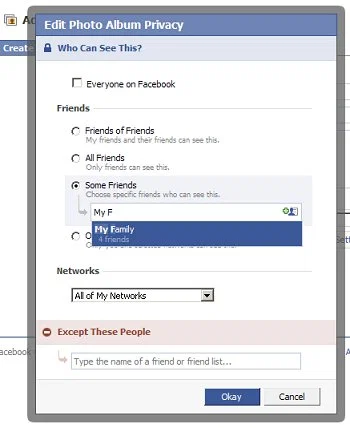 Edit Photo Album Privacy
Who Can See This?
Create
Everyone on Facebook
Friends
Friends of Friends
My friends and their friends can see this.
All Friends
Only friends can see this.
Some Friends
Choose specific friends who can see this.
My F
My Family
4 friends
Networks
All of My Networks
Except These People
acebook
Type the name of a friend or friend list...
Okay
Cancel